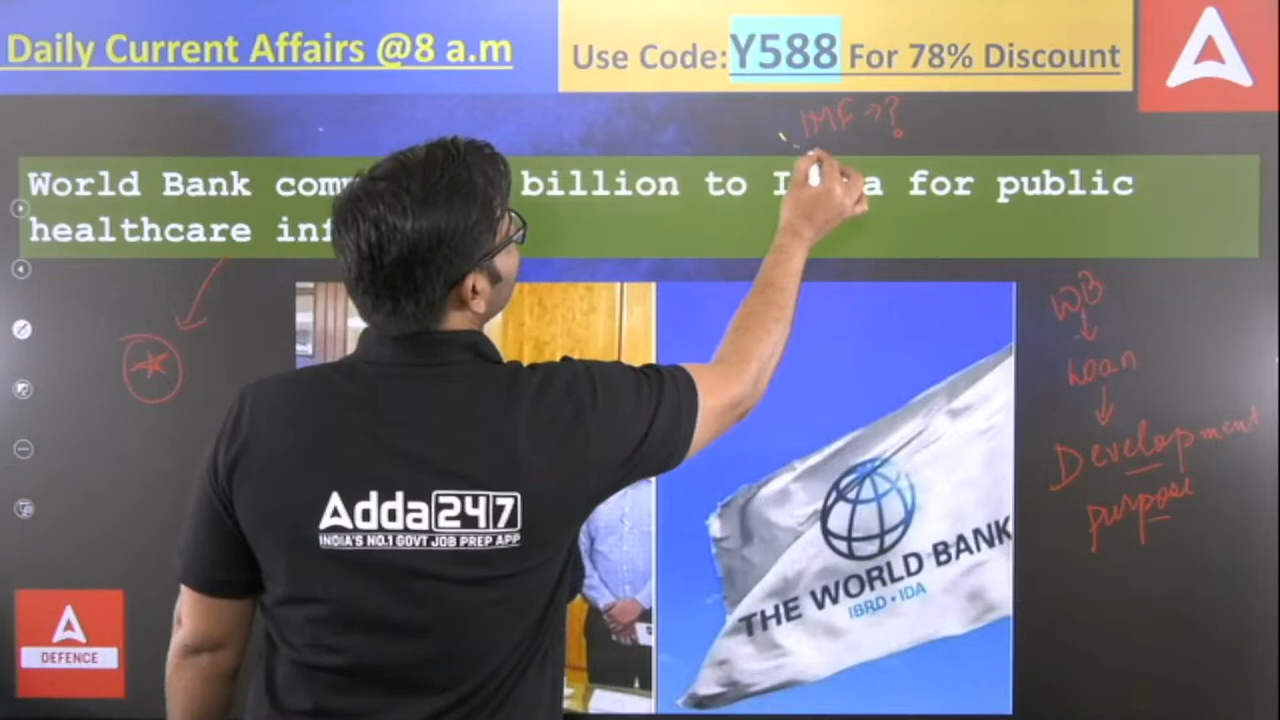 Daily Current Affairs @8 a.m
Use Code:Y588 For 78% Discount
IMF →?
World Bank com billion to I a for public
healthcare inf
WB
↓
Loan
↓
Development
purpose
Adda247
INDIA'S NO.1 GOVT JOB PREP APP
THE WORLD BANK
IBRD • IDA
DEFENCE